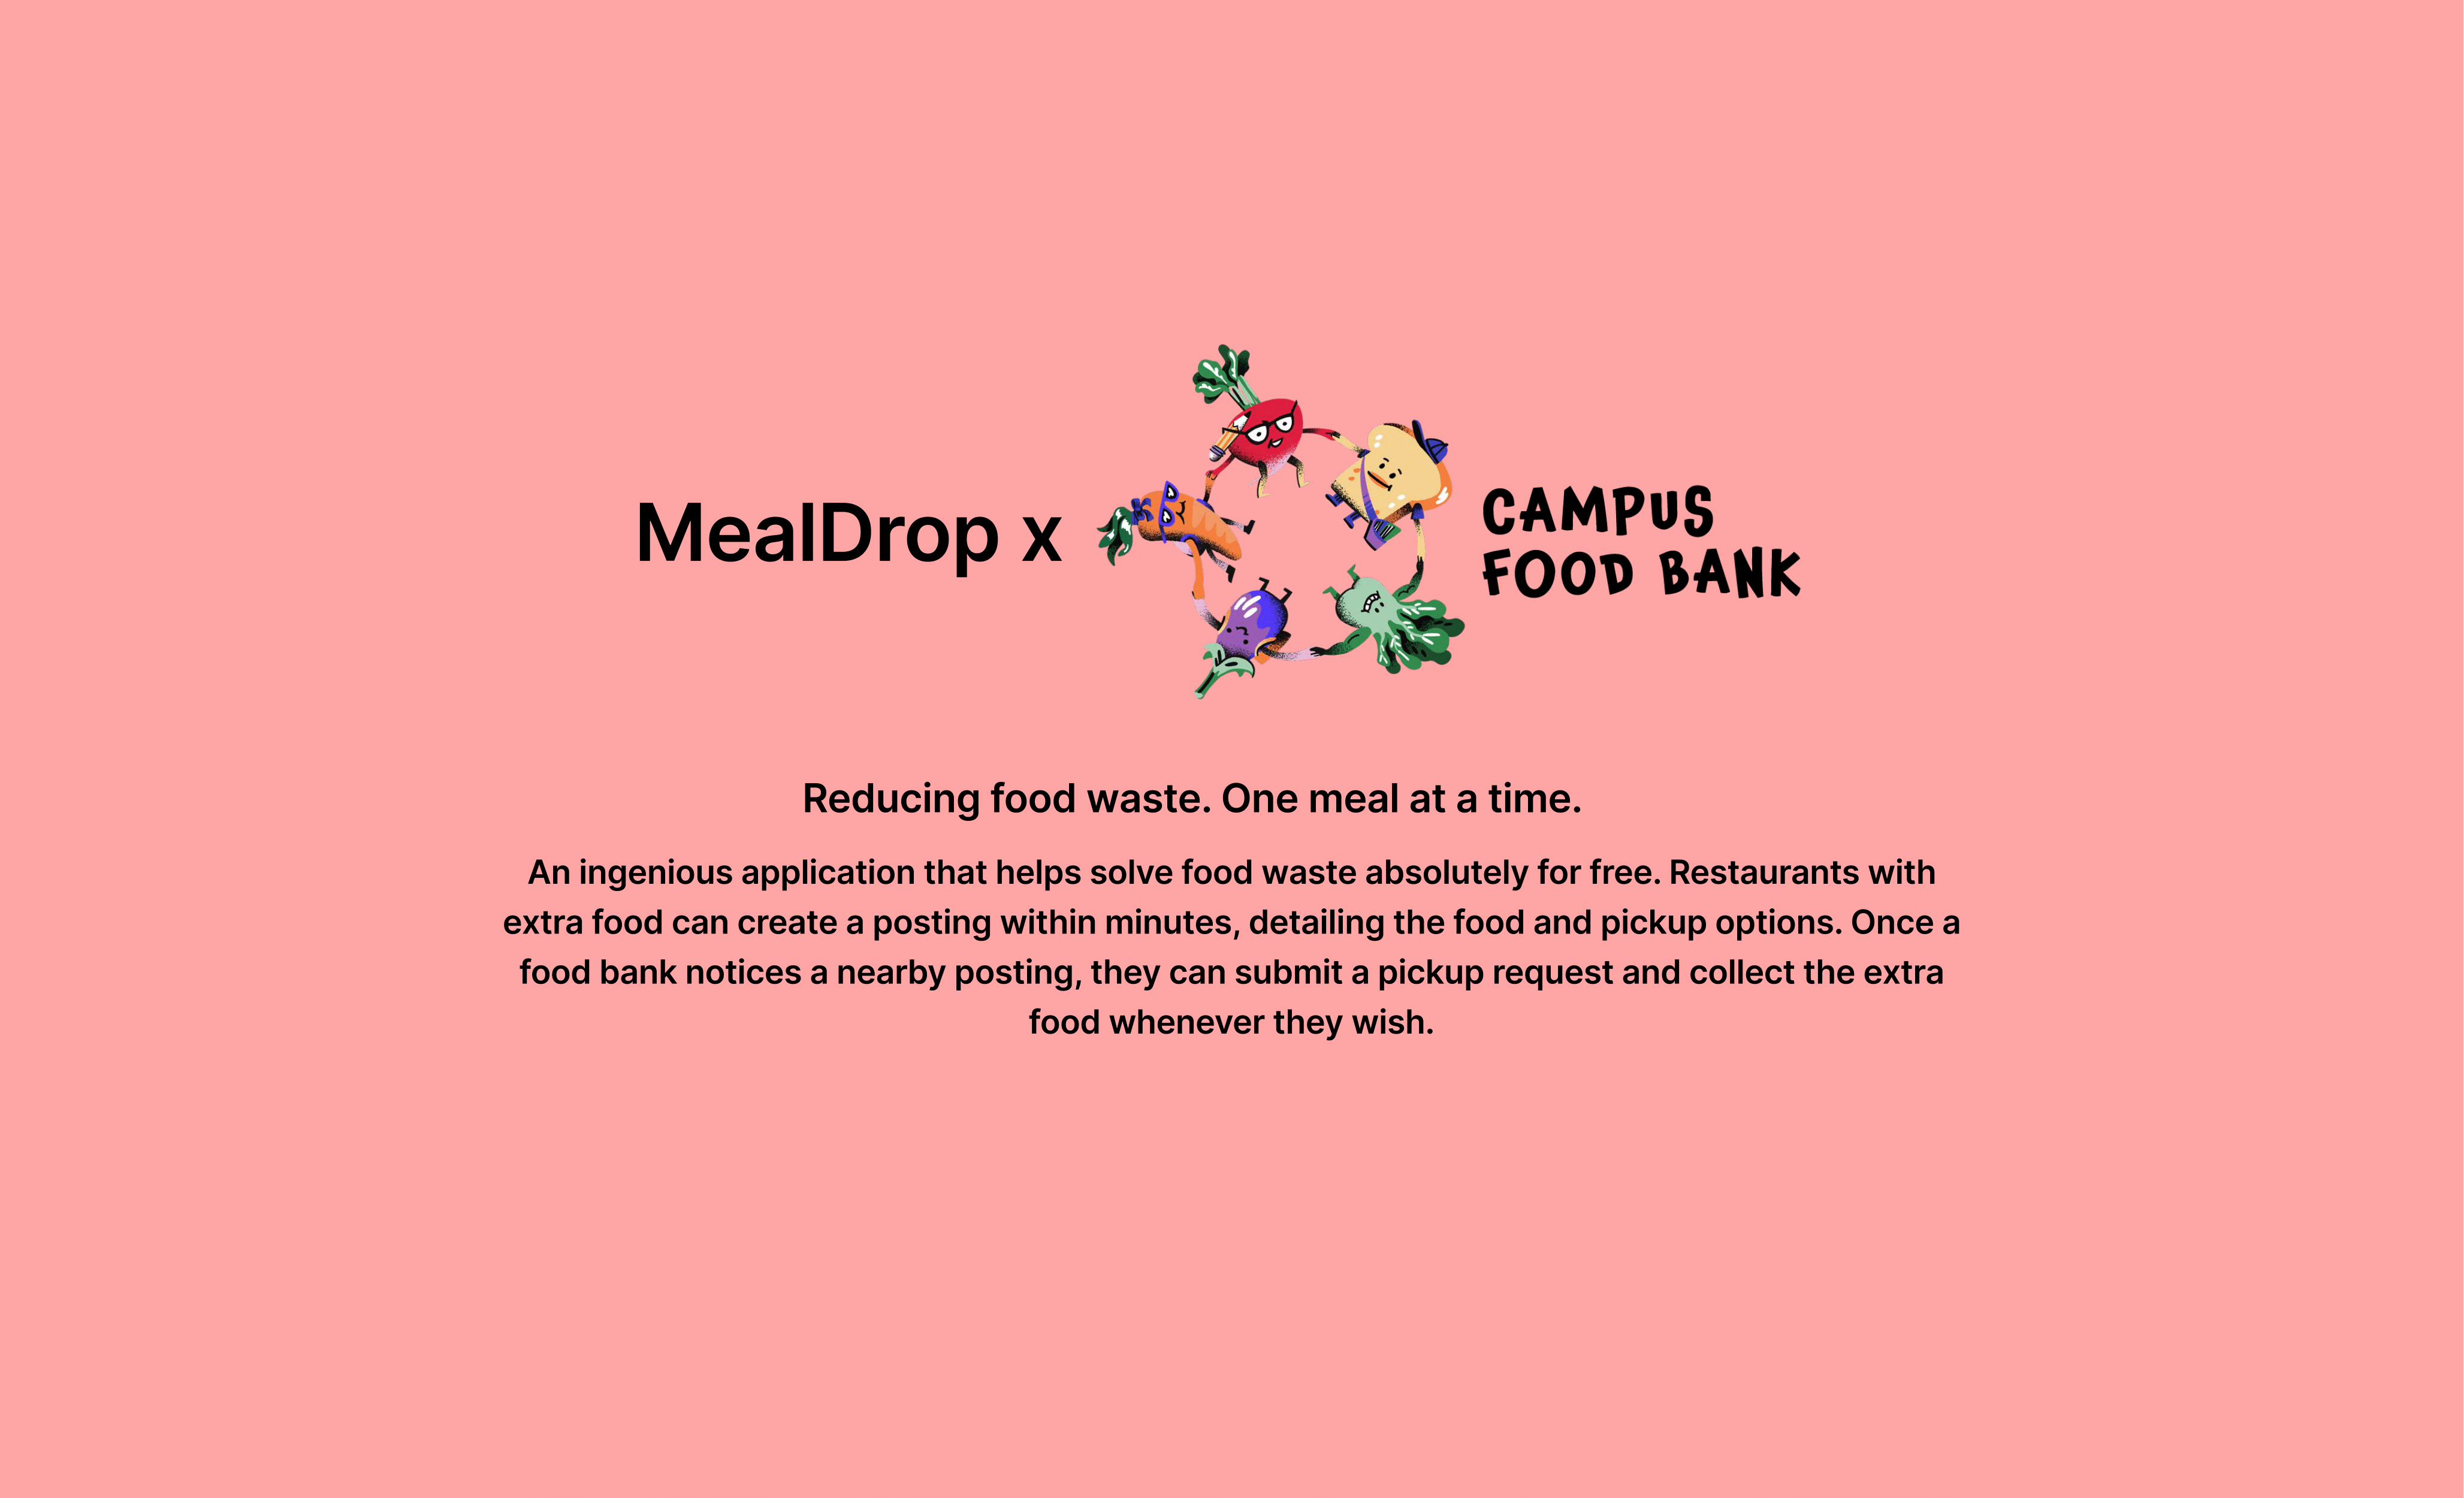 MealDrop x
CAMPUS
FOOD BANK
Reducing food waste. One meal at a time.
An ingenious application that helps solve food waste absolutely for free. Restaurants with
extra food can create a posting within minutes, detailing the food and pickup options. Once a
food bank notices a nearby posting, they can submit a pickup request and collect the extra
food whenever they wish.